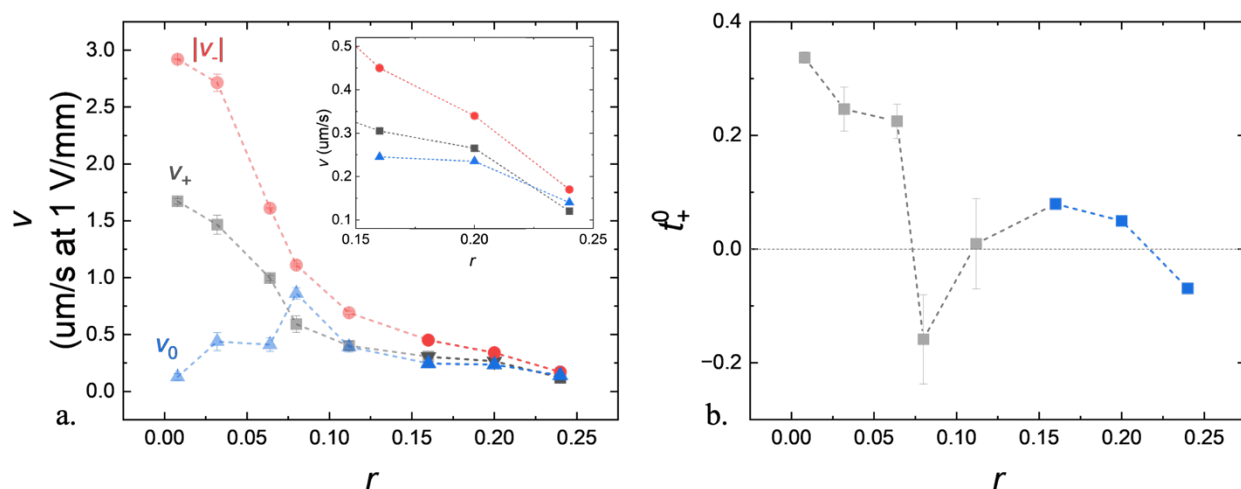 3.0
2.5
2.0
1.5
1.0
0.5
0.0
v
(um/s at 1 V/mm)
|v₋|
v₊
v₀
a.
0.00 0.05 0.10 0.15 0.20 0.25
r
0.5
0.4
0.3
0.2
0.1
v (um/s)
0.15 0.20 0.25
r
0.4
0.2
0.0
−0.2
t₊⁰
b.
0.00 0.05 0.10 0.15 0.20 0.25
r